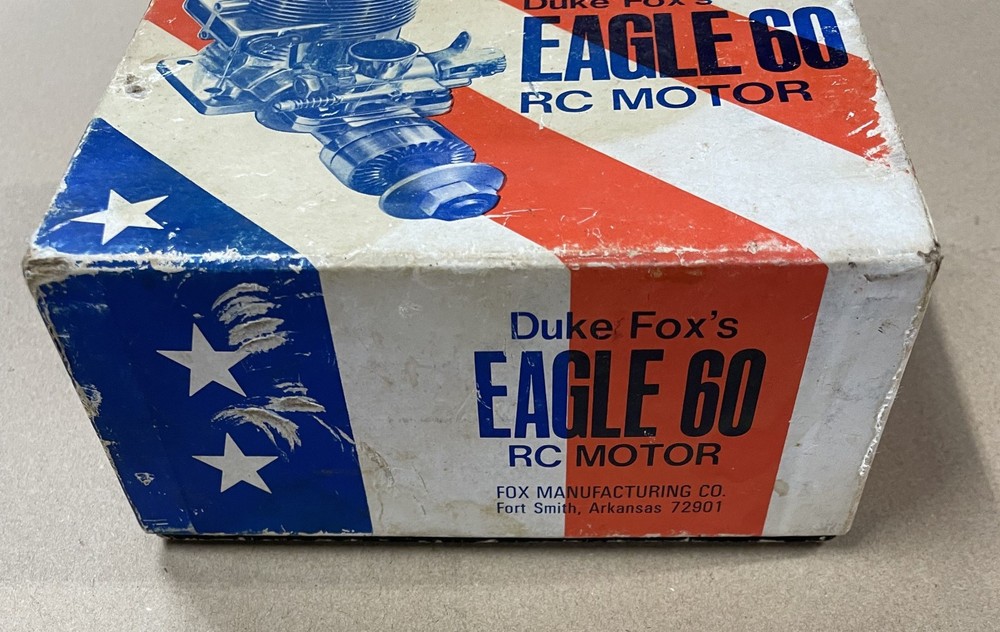 Duke Fox's
EAGLE 60
RC MOTOR
Duke Fox's
EAGLE 60
RC MOTOR
FOX MANUFACTURING CO.
Fort Smith, Arkansas 72901